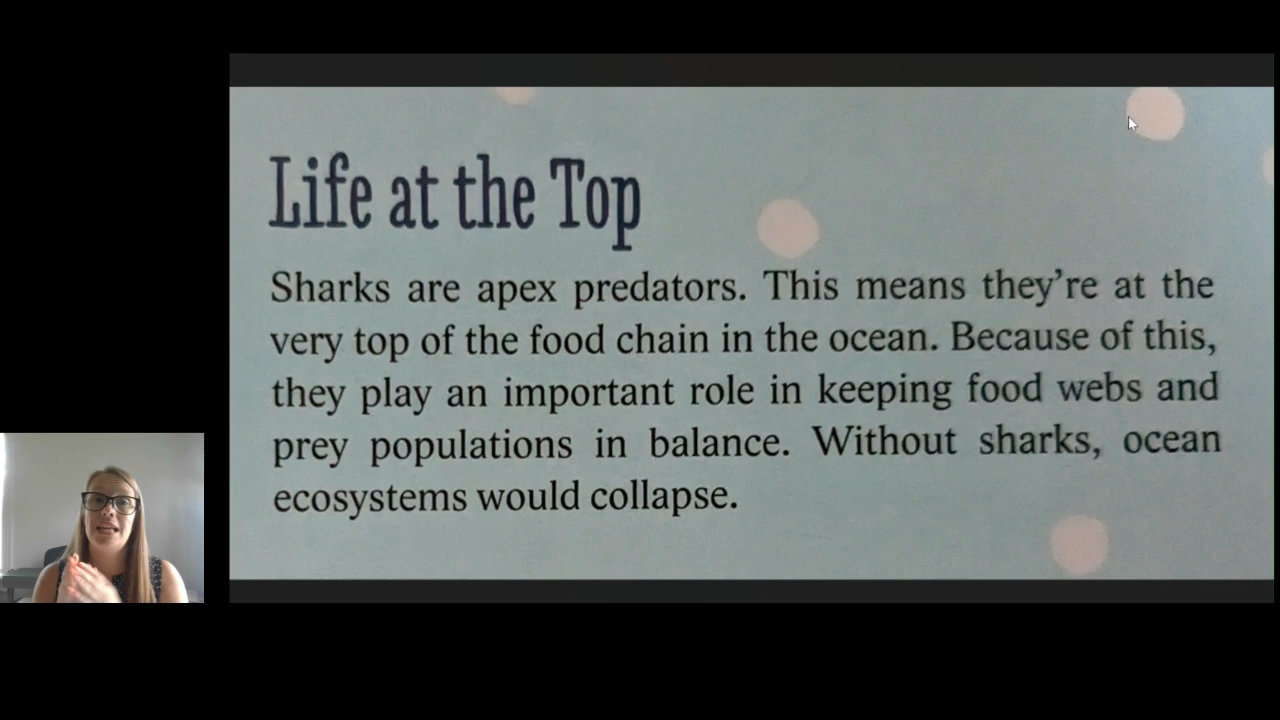 Life at the Top
Sharks are apex predators. This means they’re at the
very top of the food chain in the ocean. Because of this,
they play an important role in keeping food webs and
prey populations in balance. Without sharks, ocean
ecosystems would collapse.